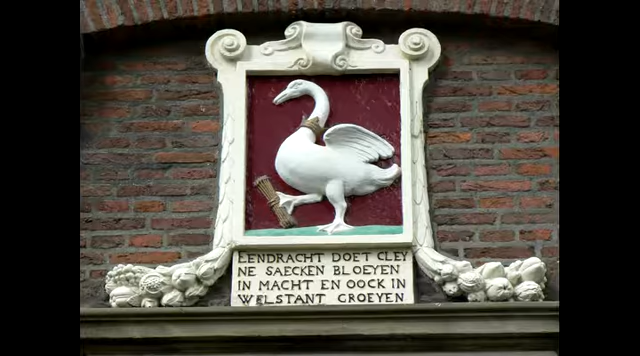 EENDRACHT DOET CLEY
NE SAECKEN BLOEYEN
IN MACHT EN OOCK IN
WELSTANT GROEYEN